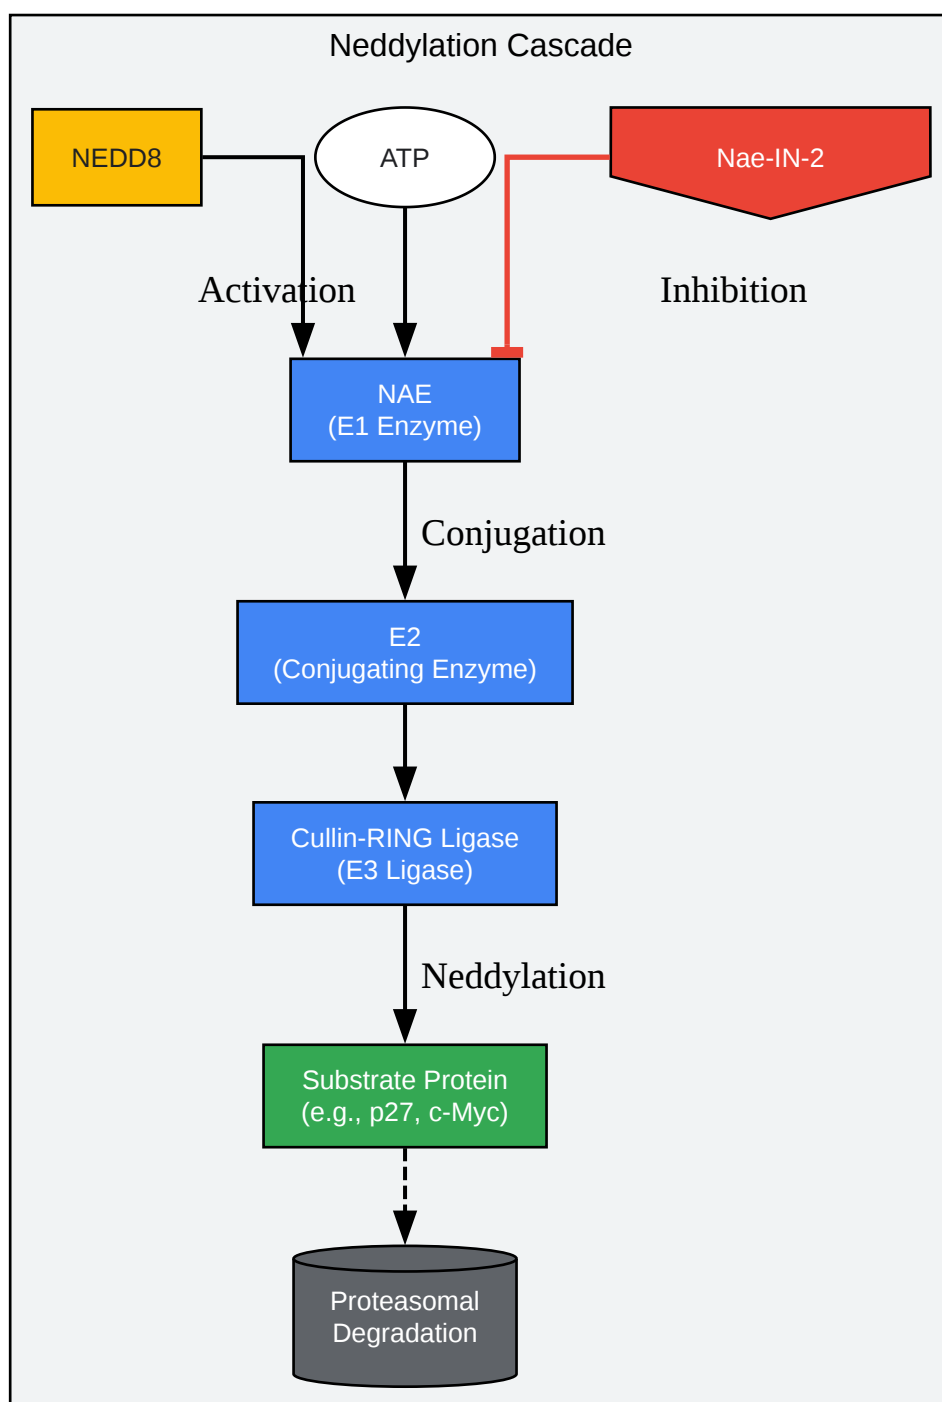 Neddylation Cascade
NEDD8
ATP
Nae-IN-2
Activation
Inhibition
NAE
(E1 Enzyme)
Conjugation
E2
(Conjugating Enzyme)
Cullin-RING Ligase
(E3 Ligase)
Neddylation
Substrate Protein
(e.g., p27, c-Myc)
Proteasomal
Degradation